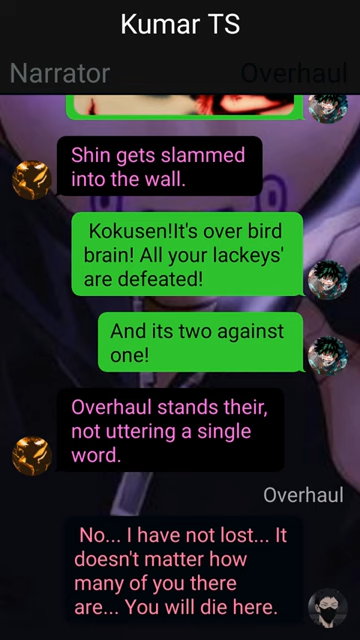 Kumar TS
Narrator
Overhaul
Shin gets slammed
into the wall.
Kokusen!It's over bird
brain! All your lackeys'
are defeated!
And its two against
one!
Overhaul stands their,
not uttering a single
word.
Overhaul
No... I have not lost... It
doesn't matter how
many of you there
are... You will die here.